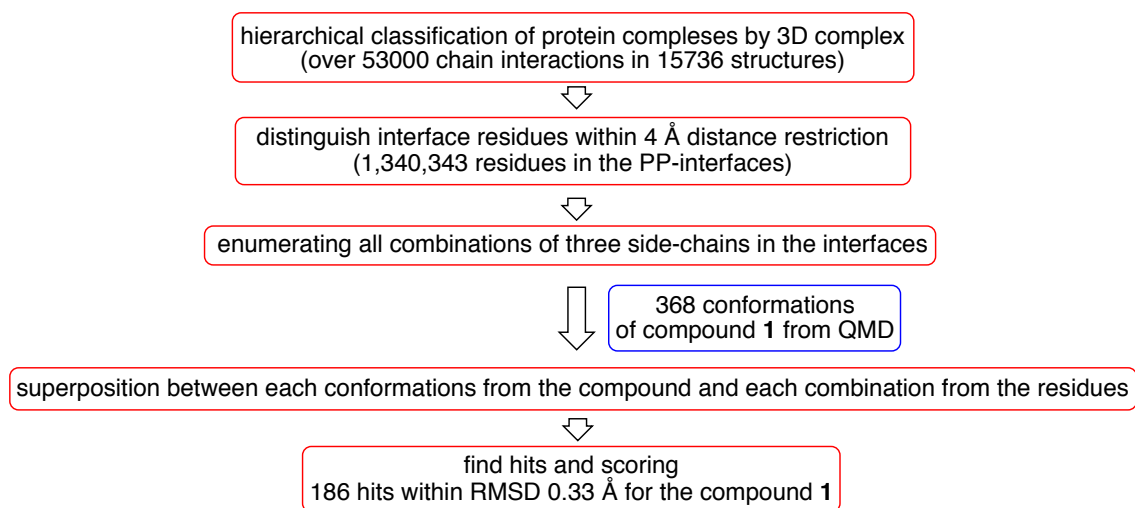 hierarchical classification of protein compleses by 3D complex
(over 53000 chain interactions in 15736 structures)
distinguish interface residues within 4 Å distance restriction
(1,340,343 residues in the PP-interfaces)
enumerating all combinations of three side-chains in the interfaces
368 conformations
of compound 1 from QMD
superposition between each conformations from the compound and each combination from the residues
find hits and scoring
186 hits within RMSD 0.33 Å for the compound 1